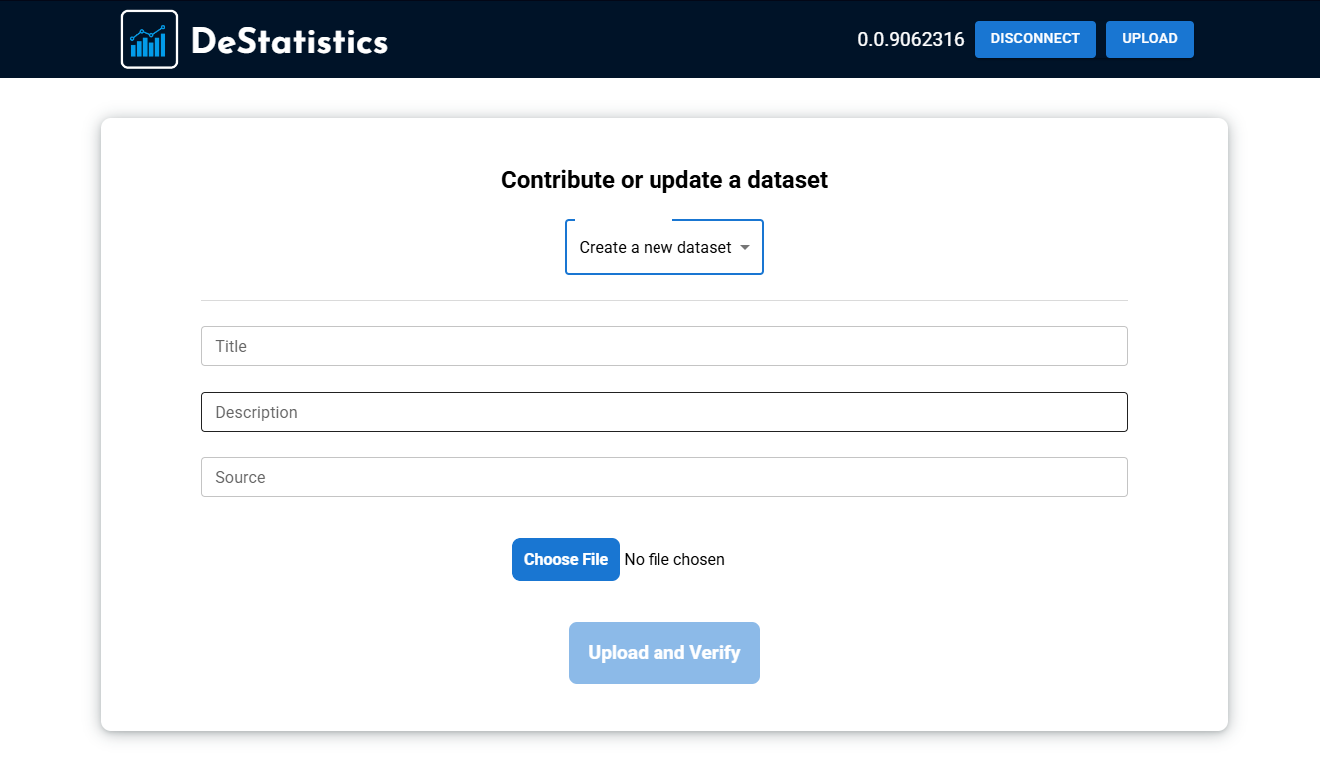 DeStatistics
0.0.9062316
DISCONNECT
UPLOAD
Contribute or update a dataset
Create a new dataset
Title
Description
Source
Choose File No file chosen
Upload and Verify